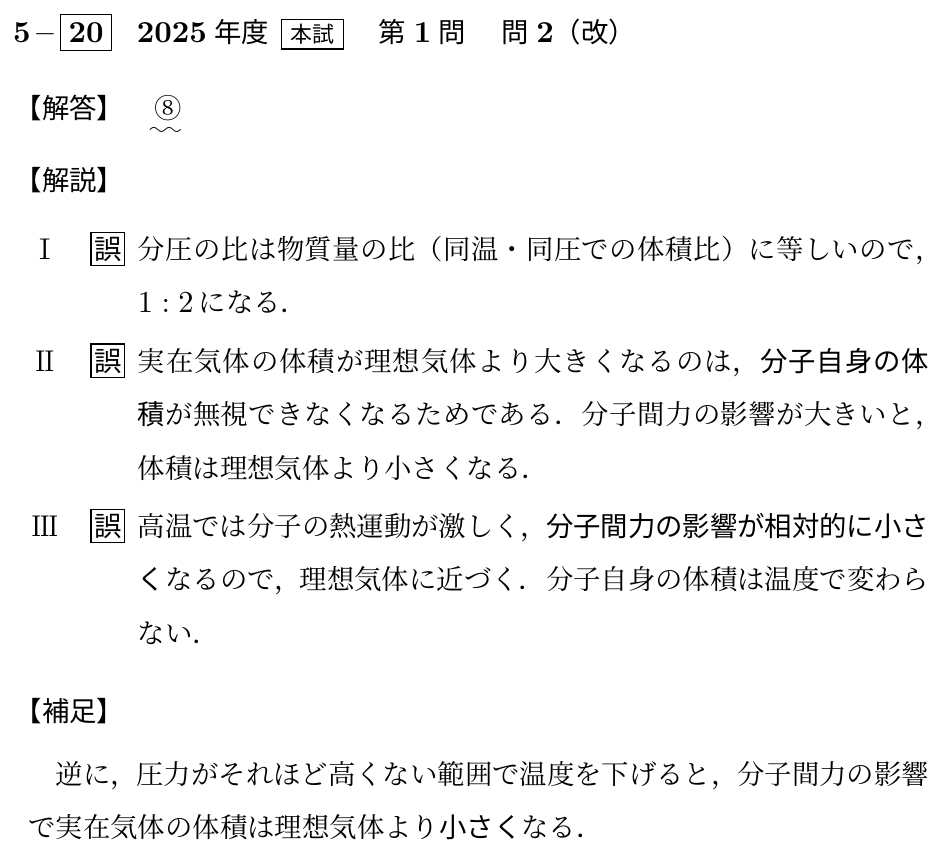 5–20 2025年度 本試 第1問 問2（改）
【解答】 ⑧
【解説】
Ⅰ 誤 分圧の比は物質量の比（同温・同圧での体積比）に等しいので，
1：2になる．
Ⅱ 誤 実在気体の体積が理想気体より大きくなるのは，分子自身の体
積が無視できなくなるためである．分子間力の影響が大きいと，
体積は理想気体より小さくなる．
Ⅲ 誤 高温では分子の熱運動が激しく，分子間力の影響が相対的に小さ
くなるので，理想気体に近づく．分子自身の体積は温度で変わら
ない．
【補足】
逆に，圧力がそれほど高くない範囲で温度を下げると，分子間力の影響
で実在気体の体積は理想気体より小さくなる．